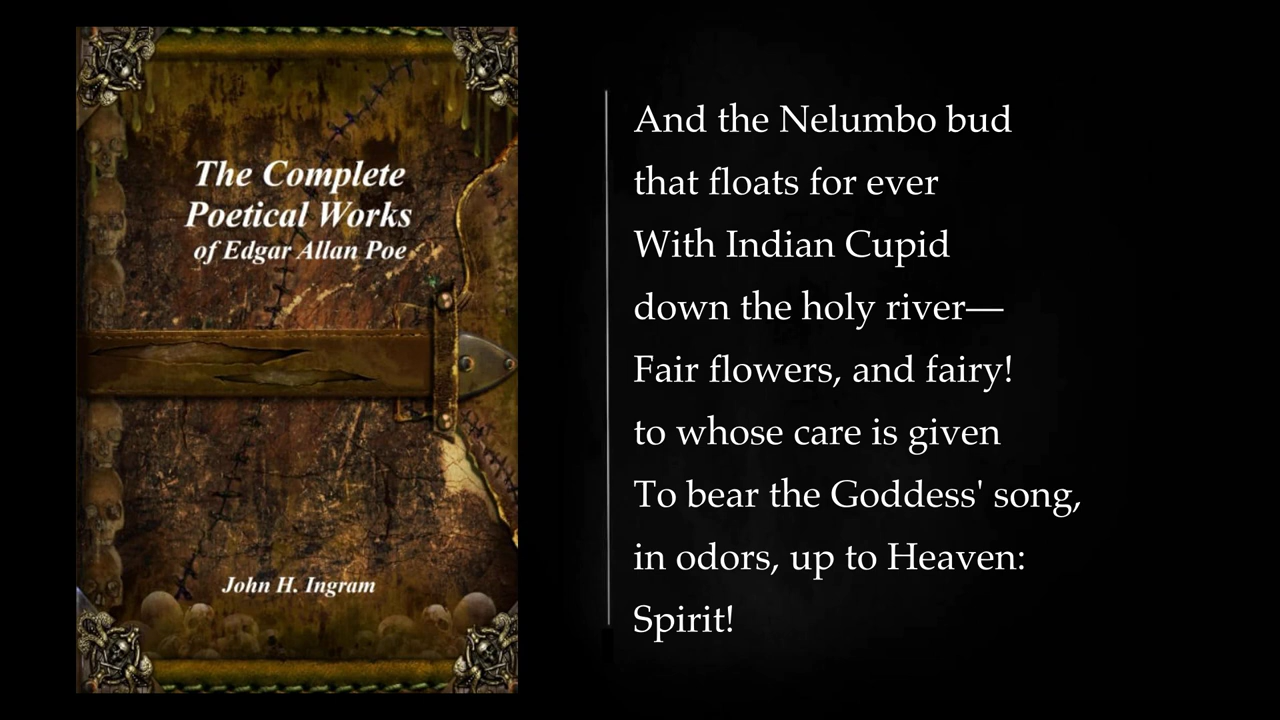 The Complete
Poetical Works
of Edgar Allan Poe
John H. Ingram
And the Nelumbo bud
that floats for ever
With Indian Cupid
down the holy river—
Fair flowers, and fairy!
to whose care is given
To bear the Goddess' song,
in odors, up to Heaven:
Spirit!